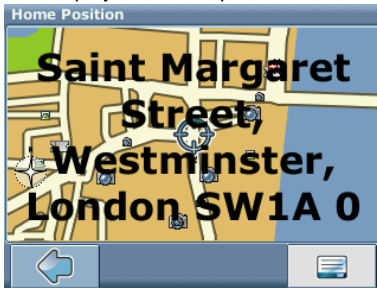 Home Position
Saint Margaret
Street,
Westminster,
London SW1A 0